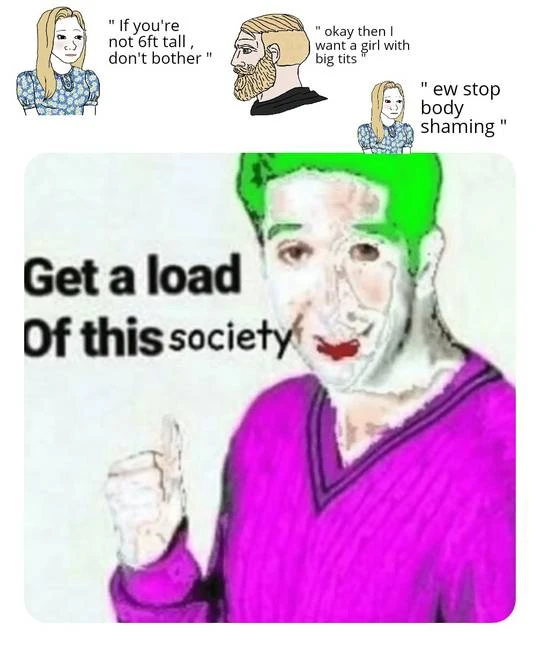 " If you're
not 6ft tall ,
don't bother "
" okay then I
want a girl with
big tits "
" ew stop
body
shaming "
Get a load
Of this society